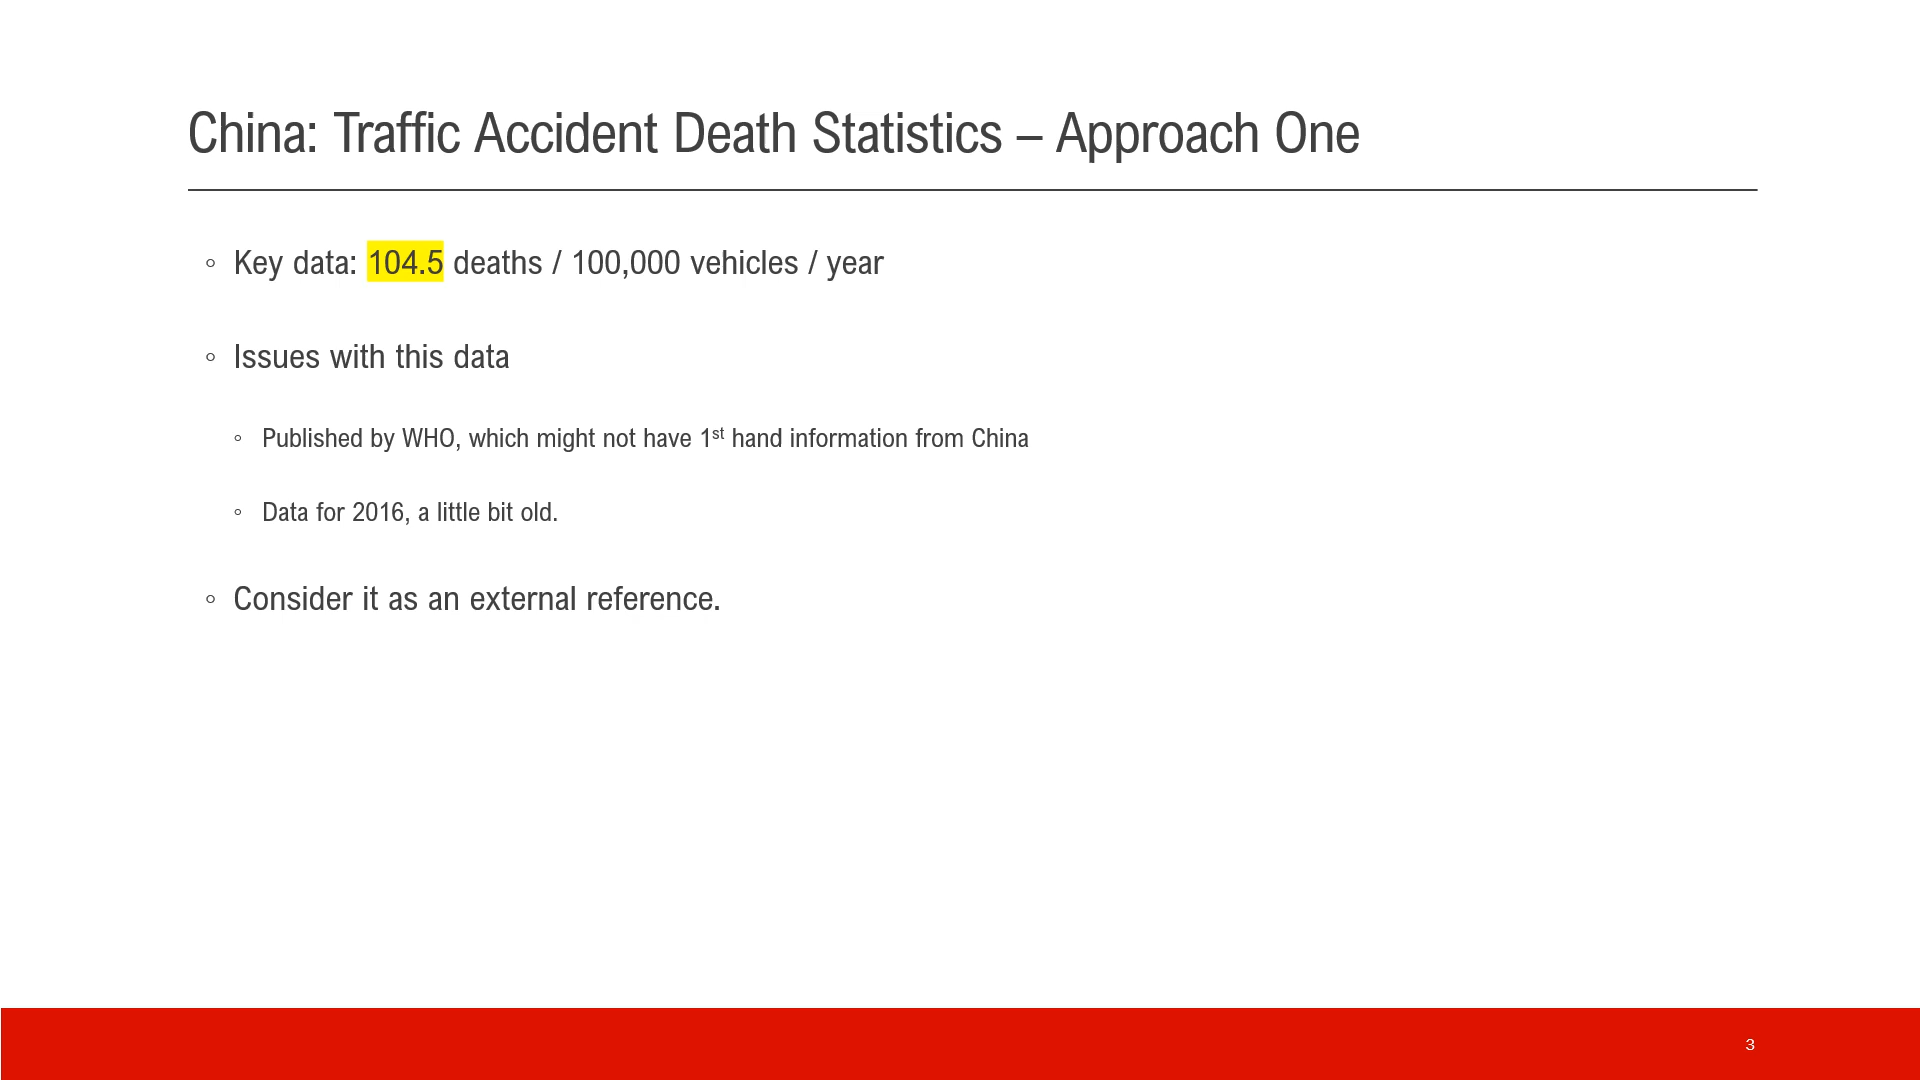 China: Traffic Accident Death Statistics – Approach One
◦ Key data: 104.5 deaths / 100,000 vehicles / year
◦ Issues with this data
◦ Published by WHO, which might not have 1st hand information from China
◦ Data for 2016, a little bit old.
◦ Consider it as an external reference.
3